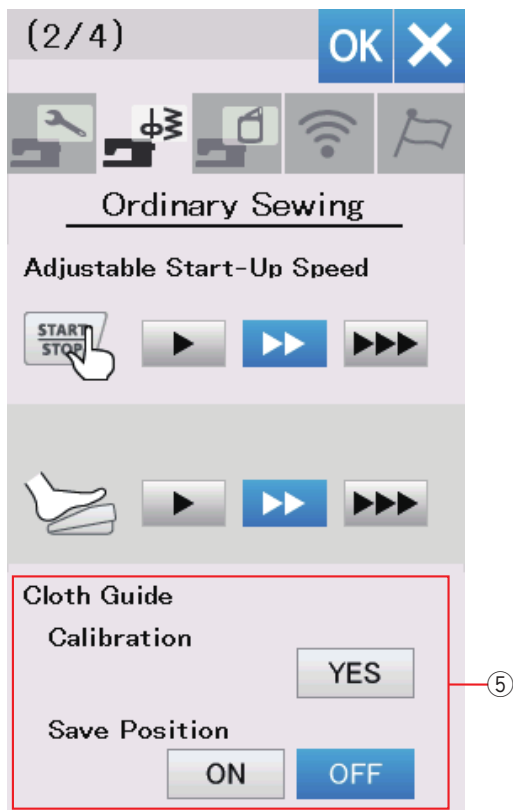 (2/4)
OK
Ordinary Sewing
Adjustable Start-Up Speed
START
STOP
Cloth Guide
Calibration
YES
⑤
Save Position
ON OFF